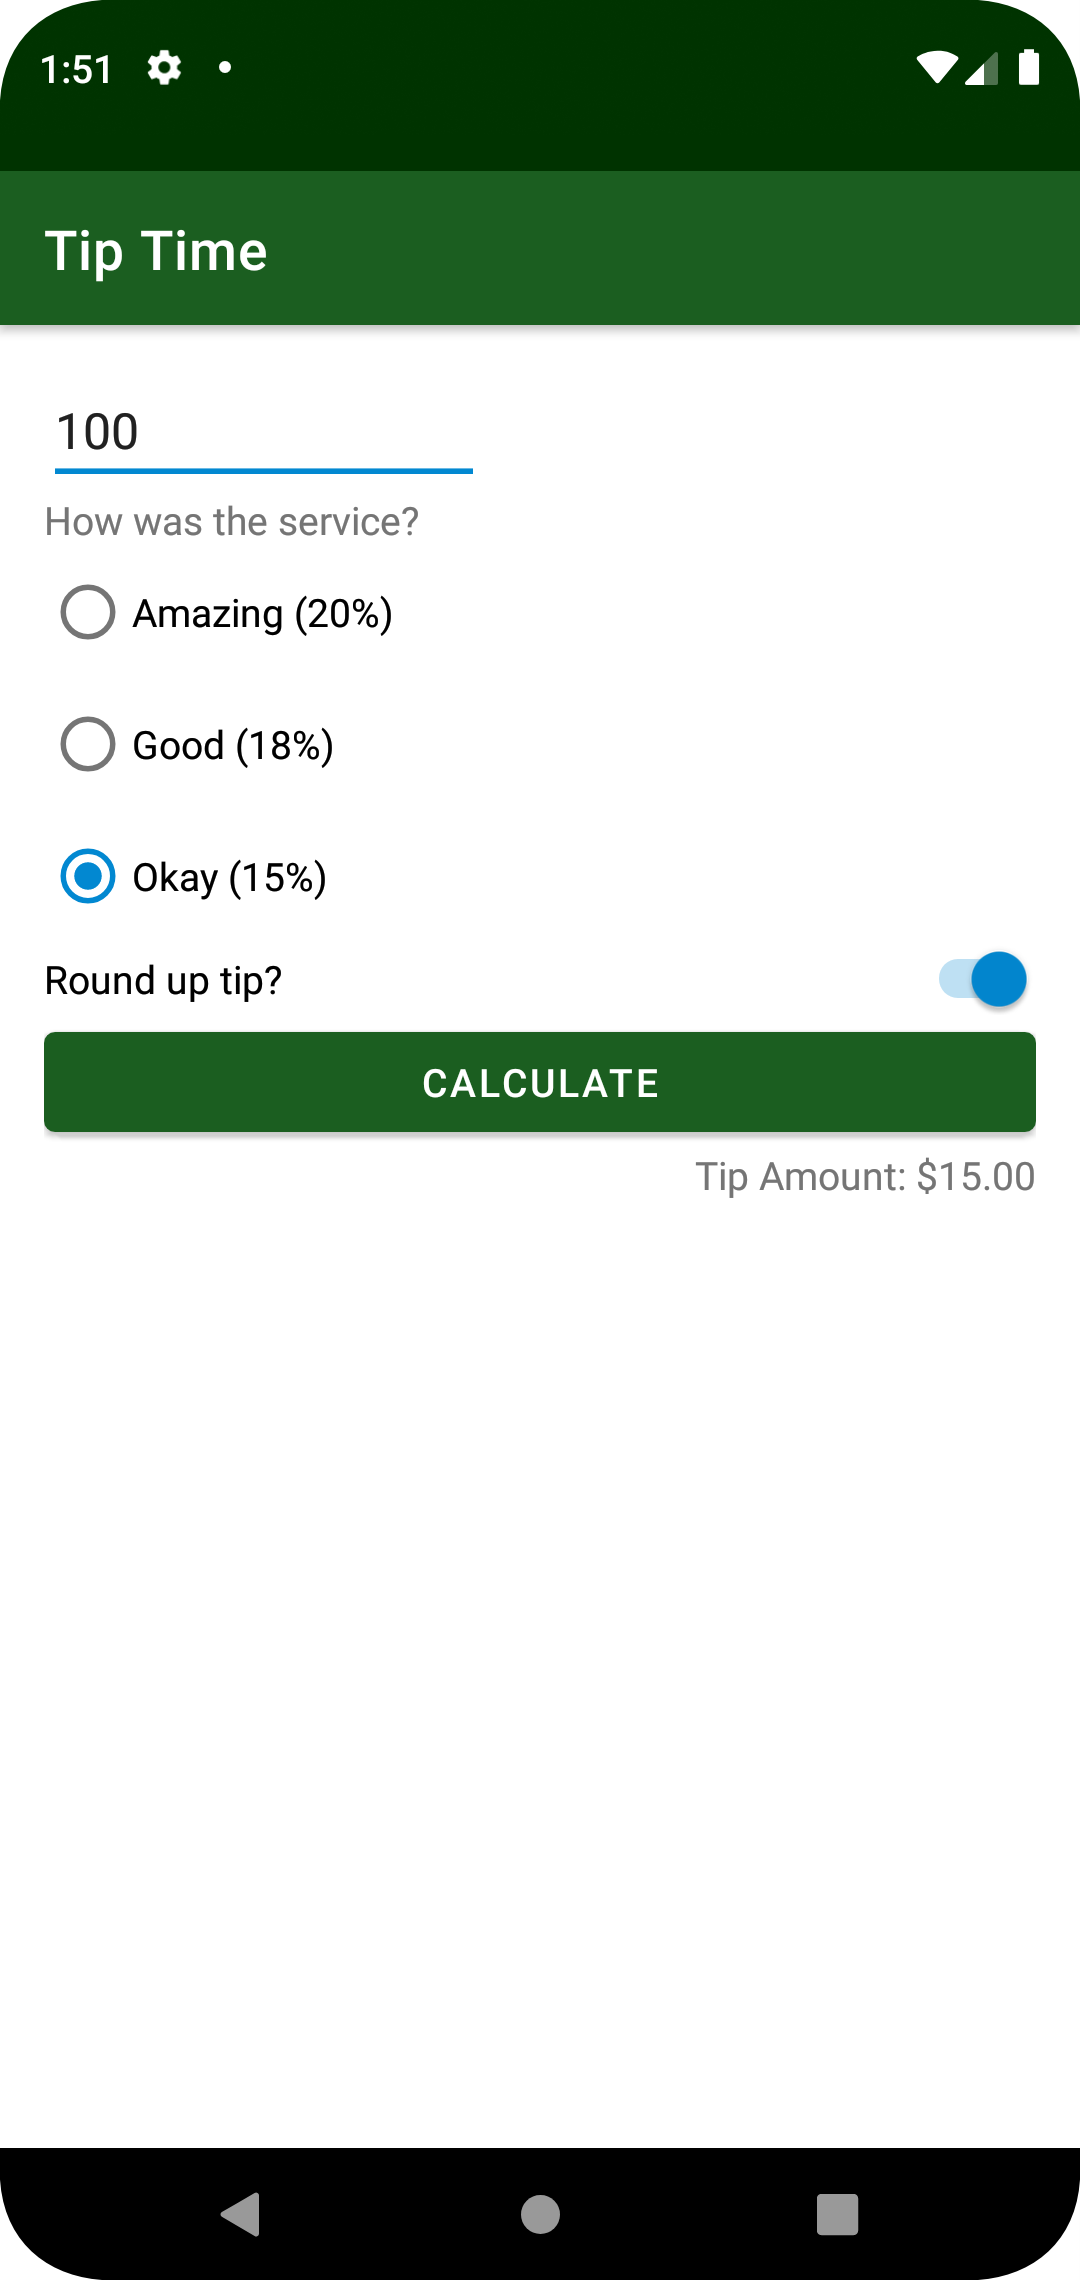 1:51
Tip Time
100
How was the service?
Amazing (20%)
Good (18%)
Okay (15%)
Round up tip?
CALCULATE
Tip Amount: $15.00